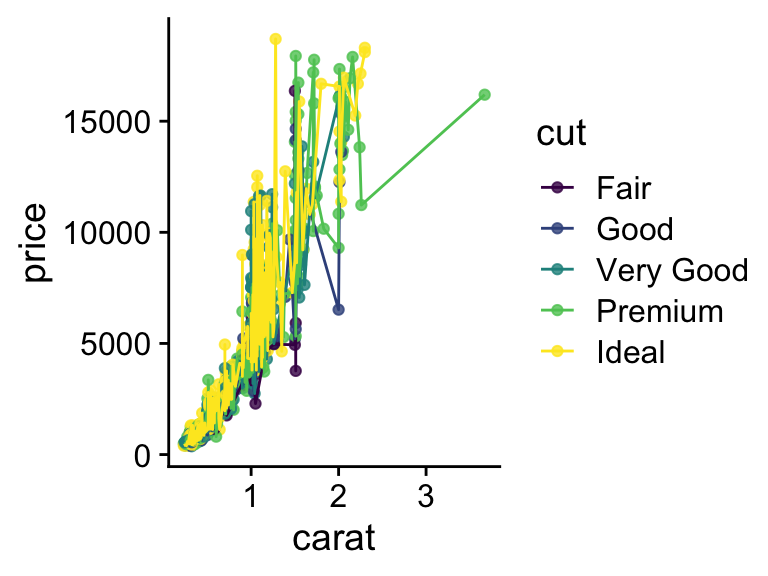 15000
10000
5000
0
price
1 2 3
carat
cut
Fair
Good
Very Good
Premium
Ideal